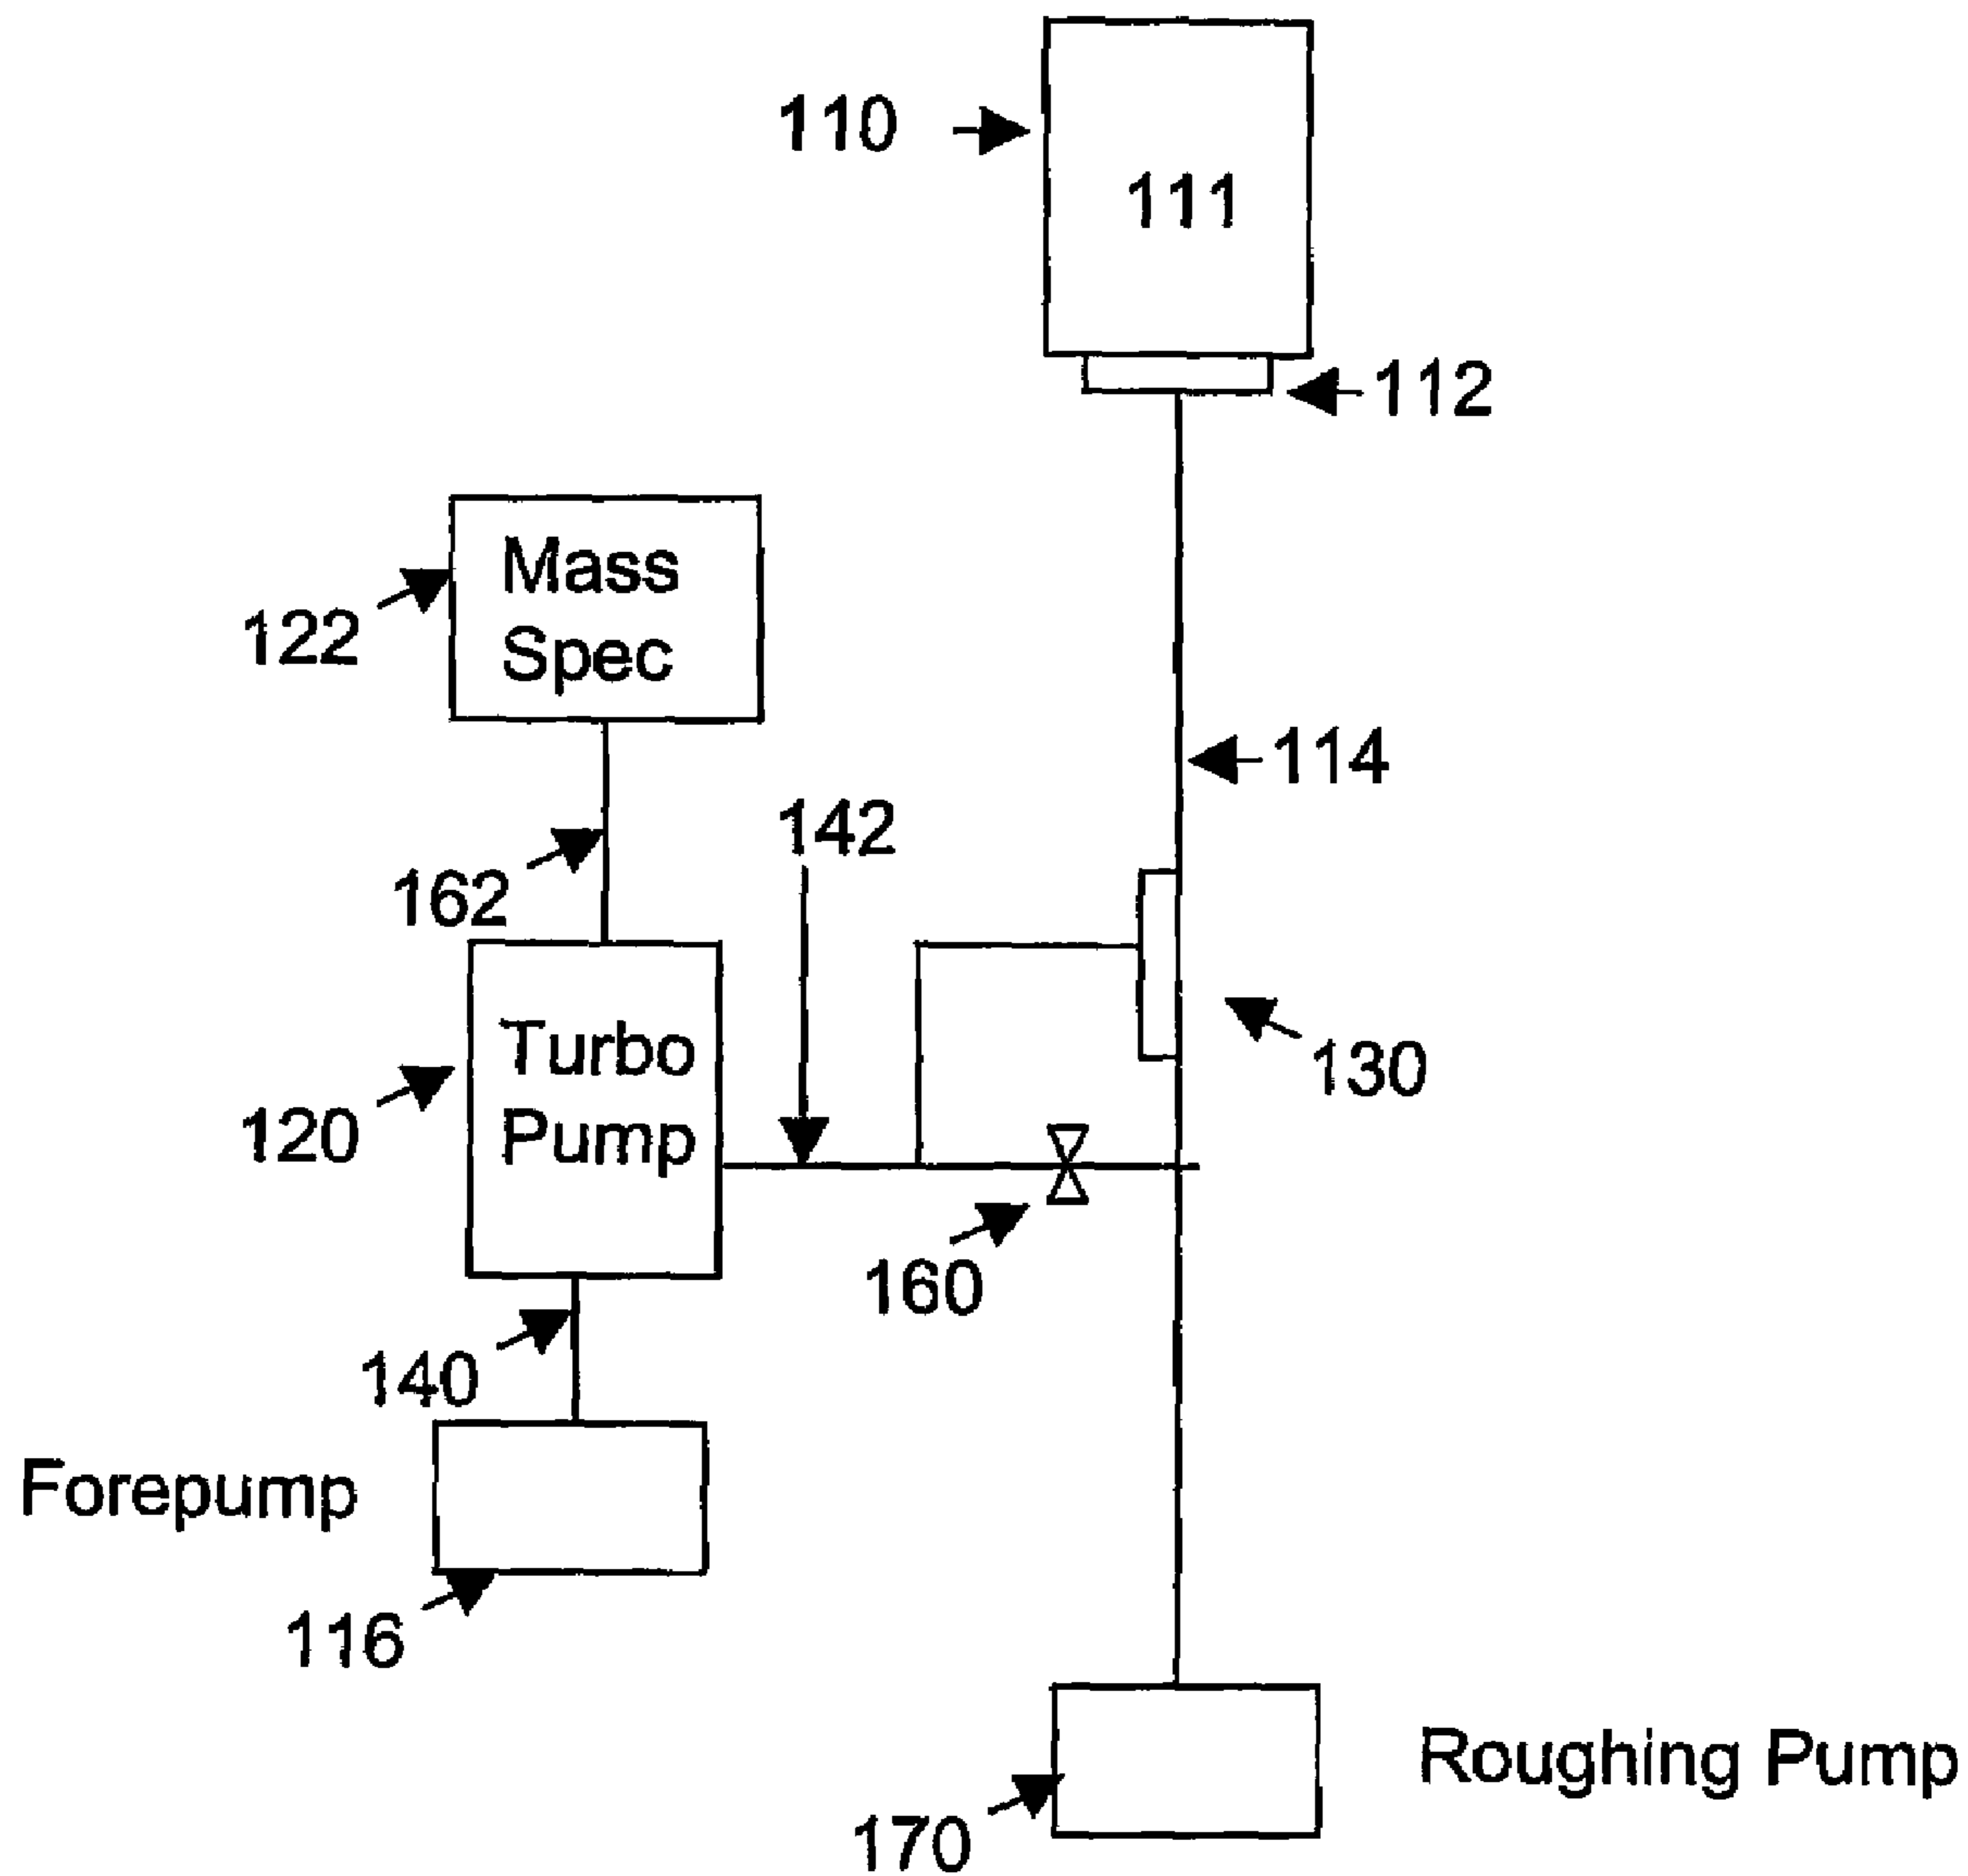 110
111
112
Mass
Spec
122
114
142
162
Turbo
Pump
130
120
160
140
Forepump
116
Roughing Pump
170